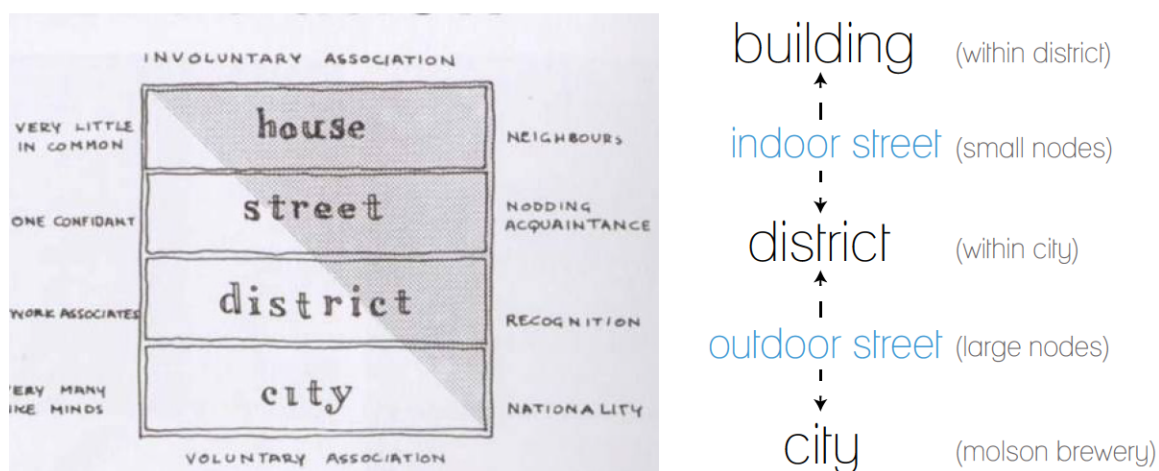 INVOLUNTARY ASSOCIATION
VERY LITTLE
IN COMMON
house
NEIGHBOURS
ONE CONFIDANT
street
NODDING
ACQUAINTANCE
WORK ASSOCIATES
district
RECOGNITION
MANY
MINDS
city
NATIONALITY
VOLUNTARY ASSOCIATION
building (within district)
indoor street (small nodes)
district (within city)
outdoor street (large nodes)
city (molson brewery)